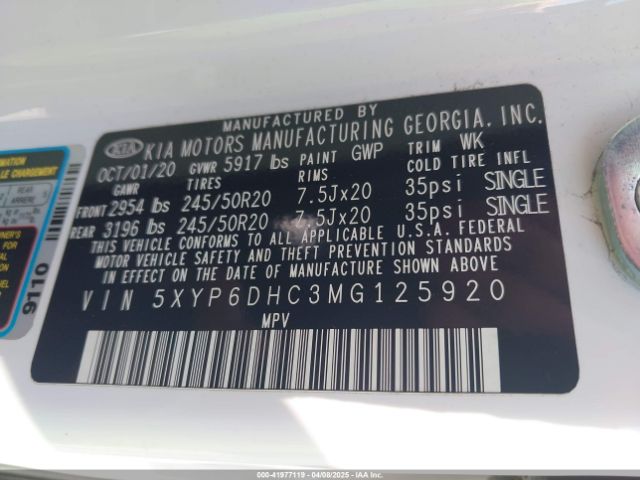 MANUFACTURED BY
KIA KIA MOTORS MANUFACTURING GEORGIA, INC.
OCT/01/20 GVWR 5917 lbs PAINT GWP TRIM WK
GAWR TIRES RIMS COLD TIRE INFL
FRONT 2954 lbs 245/50R20 7.5Jx20 35psi SINGLE
REAR 3196 lbs 245/50R20 7.5Jx20 35psi SINGLE
THIS VEHICLE CONFORMS TO ALL APPLICABLE U.S.A. FEDERAL
MOTOR VEHICLE SAFETY AND THEFT PREVENTION STANDARDS
IN EFFECT ON THE DATE OF MANUFACTURE SHOWN ABOVE.
VIN 5XYP6DHC3MG125920
MPV
9110
REAR
ARRIERE
000-41977119 - 04/08/2025 - IAA Inc.